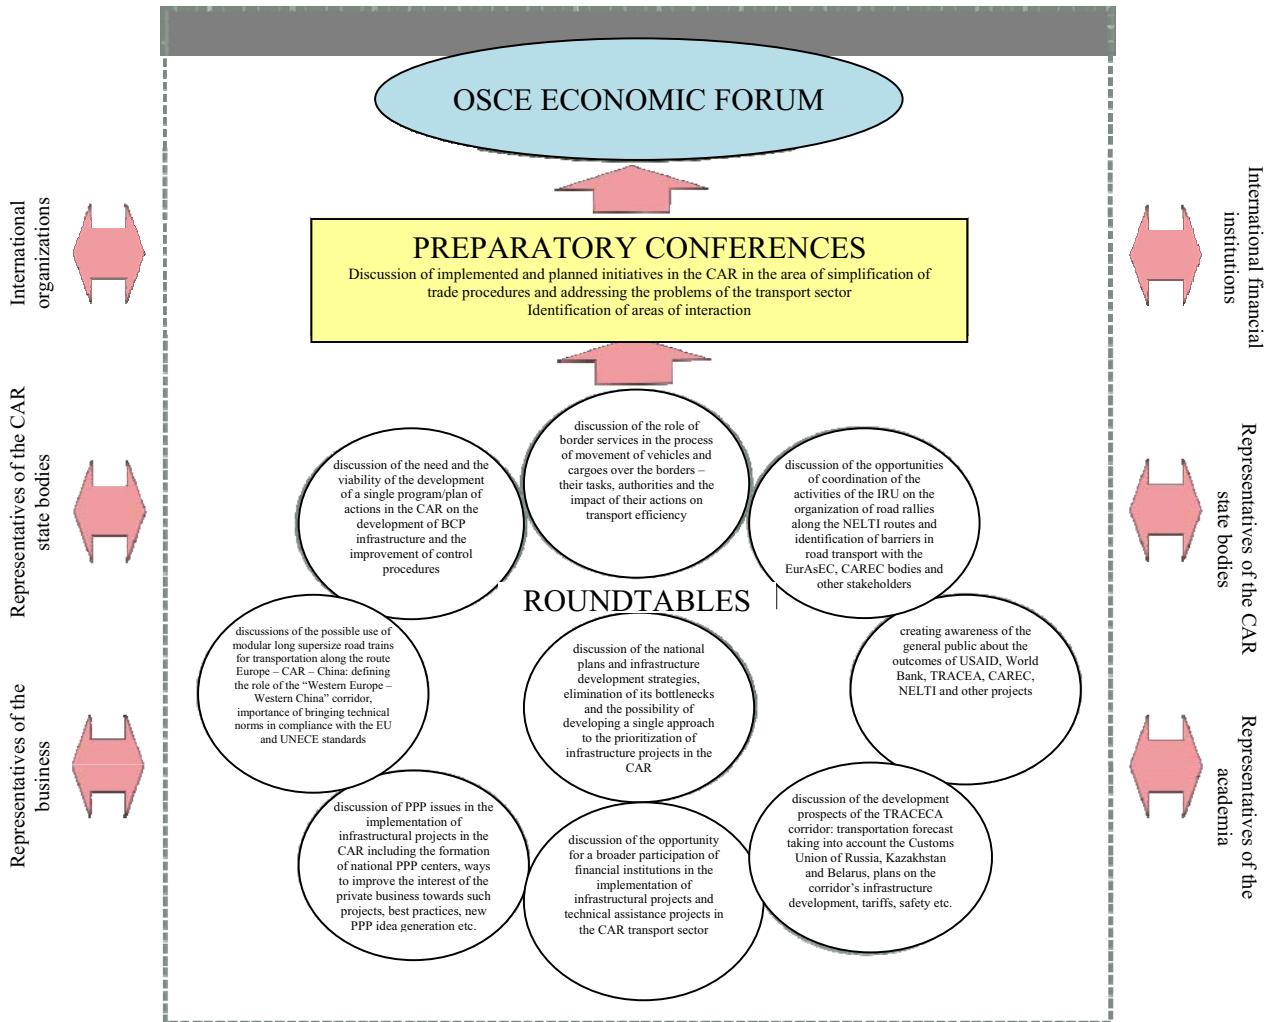 OSCE ECONOMIC FORUM
PREPARATORY CONFERENCES
Discussion of implemented and planned initiatives in the CAR in the area of simplification of
trade procedures and addressing the problems of the transport sector
Identification of areas of interaction
International
organizations
Representatives of the CAR
state bodies
Representatives of the
business
International financial
institutions
Representatives of the CAR
state bodies
Representatives of the
academia
discussion of the need and the
viability of the development
of a single program/plan of
actions in the CAR on the
development of BCP
infrastructure and the
improvement of control
procedures
discussion of the role of
border services in the process
of movement of vehicles and
cargoes over the borders –
their tasks, authorities and the
impact of their actions on
transport efficiency
discussion of the opportunities
of coordination of the
activities of the IRU on the
organization of road rallies
along the NELTI routes and
identification of barriers in
road transport with the
EurAsEC, CAREC bodies and
other stakeholders
ROUNDTABLES
discussions of the possible use of
modular long supersize road trains
for transportation along the route
Europe – CAR – China: defining
the role of the “Western Europe –
Western China” corridor,
importance of bringing technical
norms in compliance with the EU
and UNECE standards
discussion of the national
plans and infrastructure
development strategies,
elimination of its bottlenecks
and the possibility of
developing a single approach
to the prioritization of
infrastructure projects in the
CAR
creating awareness of the
general public about the
outcomes of USAID, World
Bank, TRACEA, CAREC,
NELTI and other projects
discussion of PPP issues in the
implementation of
infrastructural projects in the
CAR including the formation
of national PPP centers, ways
to improve the interest of the
private business towards such
projects, best practices, new
PPP idea generation etc.
discussion of the opportunity
for a broader participation of
financial institutions in the
implementation of
infrastructural projects and
technical assistance projects in
the CAR transport sector
discussion of the development
prospects of the TRACECA
corridor: transportation forecast
taking into account the Customs
Union of Russia, Kazakhstan
and Belarus, plans on the
corridor’s infrastructure
development, tariffs, safety etc.